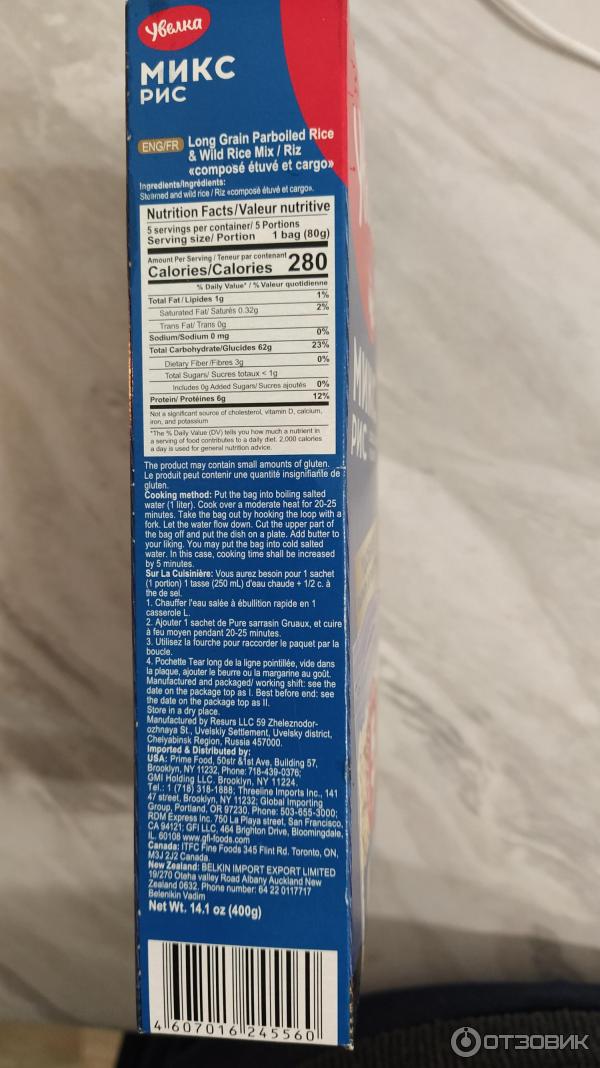 Увелка
МИКС
РИС
ENG/FR
Long Grain Parboiled Rice
& Wild Rice Mix / Riz
«composé étuvé et cargo»
Ingredients/Ingrédients:
Steamed and wild rice / Riz «composé étuvé et cargo».
Nutrition Facts/Valeur nutritive
5 servings per container/ 5 Portions
Serving size/ Portion 1 bag (80g)
Amount Per Serving / Teneur par contenant
Calories/Calories 280
% Daily Value* / % Valeur quotidienne
Total Fat/ Lipides 1g 1%
Saturated Fat/ Saturés 0.32g 2%
Trans Fat/ Trans 0g
Sodium/Sodium 0 mg 0%
Total Carbohydrate/Glucides 62g 23%
Dietary Fiber /Fibres 3g 0%
Total Sugars/ Sucres totaux < 1g
Includes 0g Added Sugars/ Sucres ajoutés 0%
Protein/ Protéines 6g 12%
Not a significant source of cholesterol, vitamin D, calcium,
iron, and potassium
*The % Daily Value (DV) tells you how much a nutrient in
a serving of food contributes to a daily diet. 2,000 calories
a day is used for general nutrition advice.
The product may contain small amounts of gluten.
Le produit peut contenir une quantité insignifiante de
gluten.
Cooking method: Put the bag into boiling salted
water (1 liter). Cook over a moderate heat for 20-25
minutes. Take the bag out by hooking the loop with a
fork. Let the water flow down. Cut the upper part of
the bag off and put the dish on a plate. Add butter to
your liking. You may put the bag into cold salted
water. In this case, cooking time shall be increased
by 5 minutes.
Sur La Cuisinière: Vous aurez besoin pour 1 sachet
(1 portion) 1 tasse (250 mL) d'eau chaude + 1/2 c. à
the de sel.
1. Chauffer l'eau salée à ébullition rapide en 1
casserole L.
2. Ajouter 1 sachet de Pure sarrasin Gruaux, et cuire
à feu moyen pendant 20-25 minutes.
3. Utilisez la fourche pour raccorder le paquet par la
boucle.
4. Pochette Tear long de la ligne pointillée, vide dans
la plaque, ajouter le beurre ou la margarine au goût.
Manufactured and packaged/ working shift: see the
date on the package top as I. Best before end: see
the date on the package top as II.
Store in a dry place.
Manufactured by Resurs LLC 59 Zheleznodor-
ozhnaya St., Uvelskiy Settlement, Uvelsky district,
Chelyabinsk Region, Russia 457000.
Imported & Distributed by:
USA: Prime Food, 50str &1st Ave, Building 57,
Brooklyn, NY 11232, Phone: 718-439-0376;
GMI Holding LLC. Brooklyn, NY 11224,
Tel.: 1 (718) 318-1888; Threeline Imports Inc., 141
47 street, Brooklyn, NY 11232; Global Importing
Group, Portland, OR 97230, Phone: 503-655-3000;
RDM Express Inc. 760 La Playa street, San Francisco,
CA 94121; GFI LLC, 464 Brighton Drive, Bloomingdale,
IL. 60108 www.gfi-foods.com
Canada: ITFC Fine Foods 345 Flint Rd. Toronto, ON,
M3J 2J2 Canada.
New Zealand: BELKIN IMPORT EXPORT LIMITED
19/270 Oteha valley Road Albany Auckland New
Zealand 0632, Phone number: 64 22 0117717
Belenikin Vadim
Net Wt. 14.1 oz (400g)
4 607016 245560
ОТЗОВИК